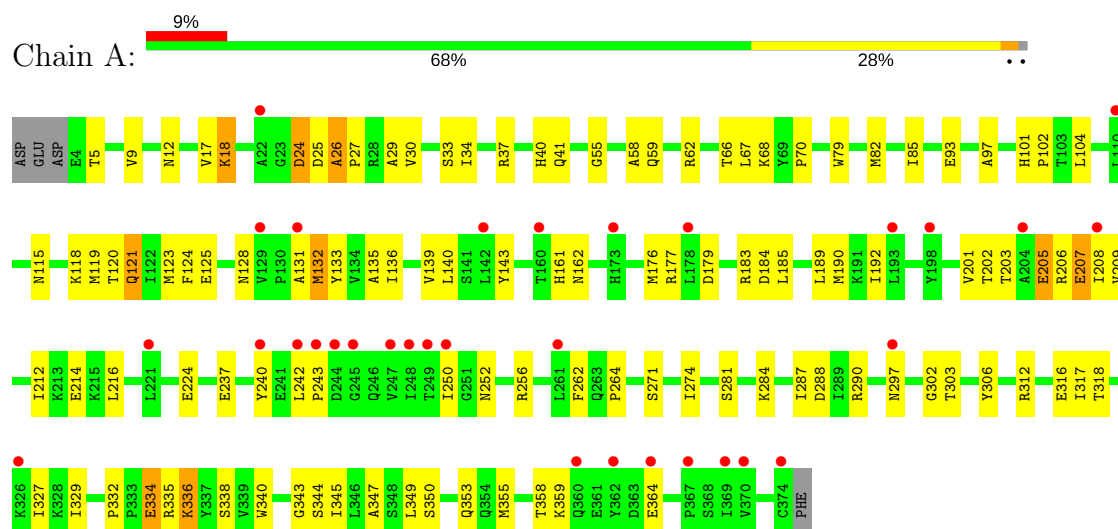 9%
Chain A:
68% 28% • •
ASP GLU ASP E4 T5 V9 N12 V17 K18 A22 G23 D24 D25 A26 P27 R28 A29 V30 S33 I34 R37 H40 Q41 G55 A58 Q59 R62 T66 L67 K68 Y69 P70 W79 M82 I85 E93 A97 H101 P102 T103 L104 L110
N115 K118 M119 T120 Q121 I122 M123 F124 E125 N128 V129 P130 A131 M132 Y133 V134 A135 I136 V139 L140 S141 L142 Y143 T160 H161 N162 H173 M176 R177 L178 D179 R183 D184 L185 L189 M190 K191 I192 L193 Y198 V201 T202 T203 A204 E205 R206 E207 I208 V209
I212 K213 E214 K215 L216 L221 E224 E237 Y240 E241 L242 P243 D244 G245 Q246 V247 I248 T249 I250 G251 N252 R256 L261 F262 Q263 P264 S271 I274 S281 K284 I287 D288 I289 R290 N297 G302 T303 Y306 R312 E316 I317 T318
K326 I327 K328 I329 P332 P333 E334 R335 K336 Y337 S338 V339 W340 G343 S344 I345 L346 A347 S348 L349 S350 Q353 Q354 M355 T358 K359 Q360 E361 Y362 D363 E364 P367 S368 I369 V370 G374 PHE